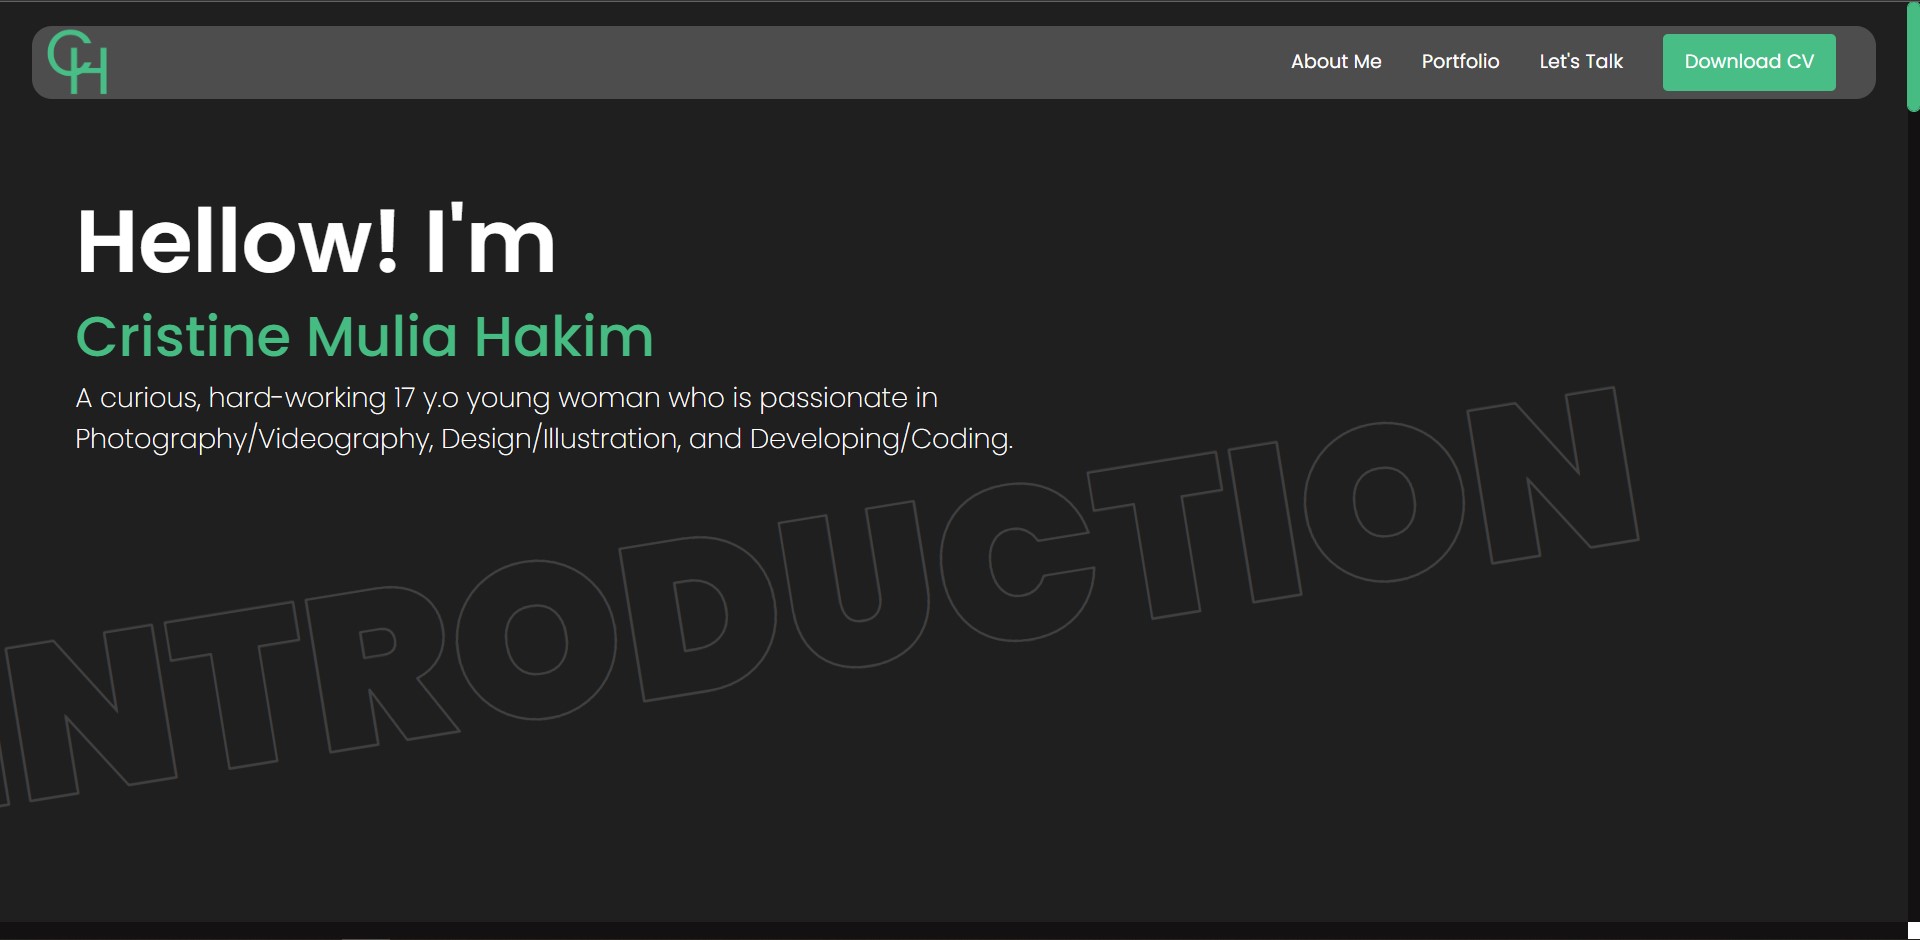 CH
About Me
Portfolio
Let's Talk
Download CV
Hellow! I'm
Cristine Mulia Hakim
A curious, hard-working 17 y.o young woman who is passionate in
Photography/Videography, Design/Illustration, and Developing/Coding.
INTRODUCTION